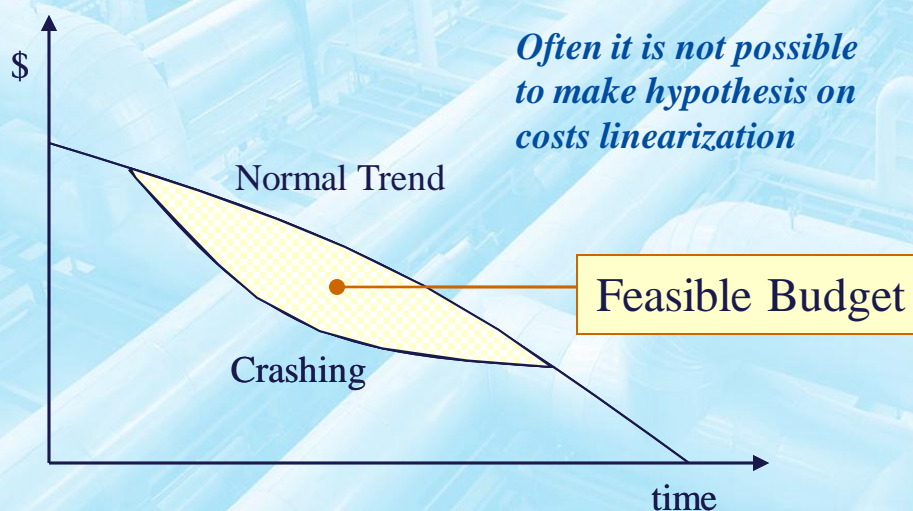 $
Often it is not possible
to make hypothesis on
costs linearization
Normal Trend
Feasible Budget
Crashing
time